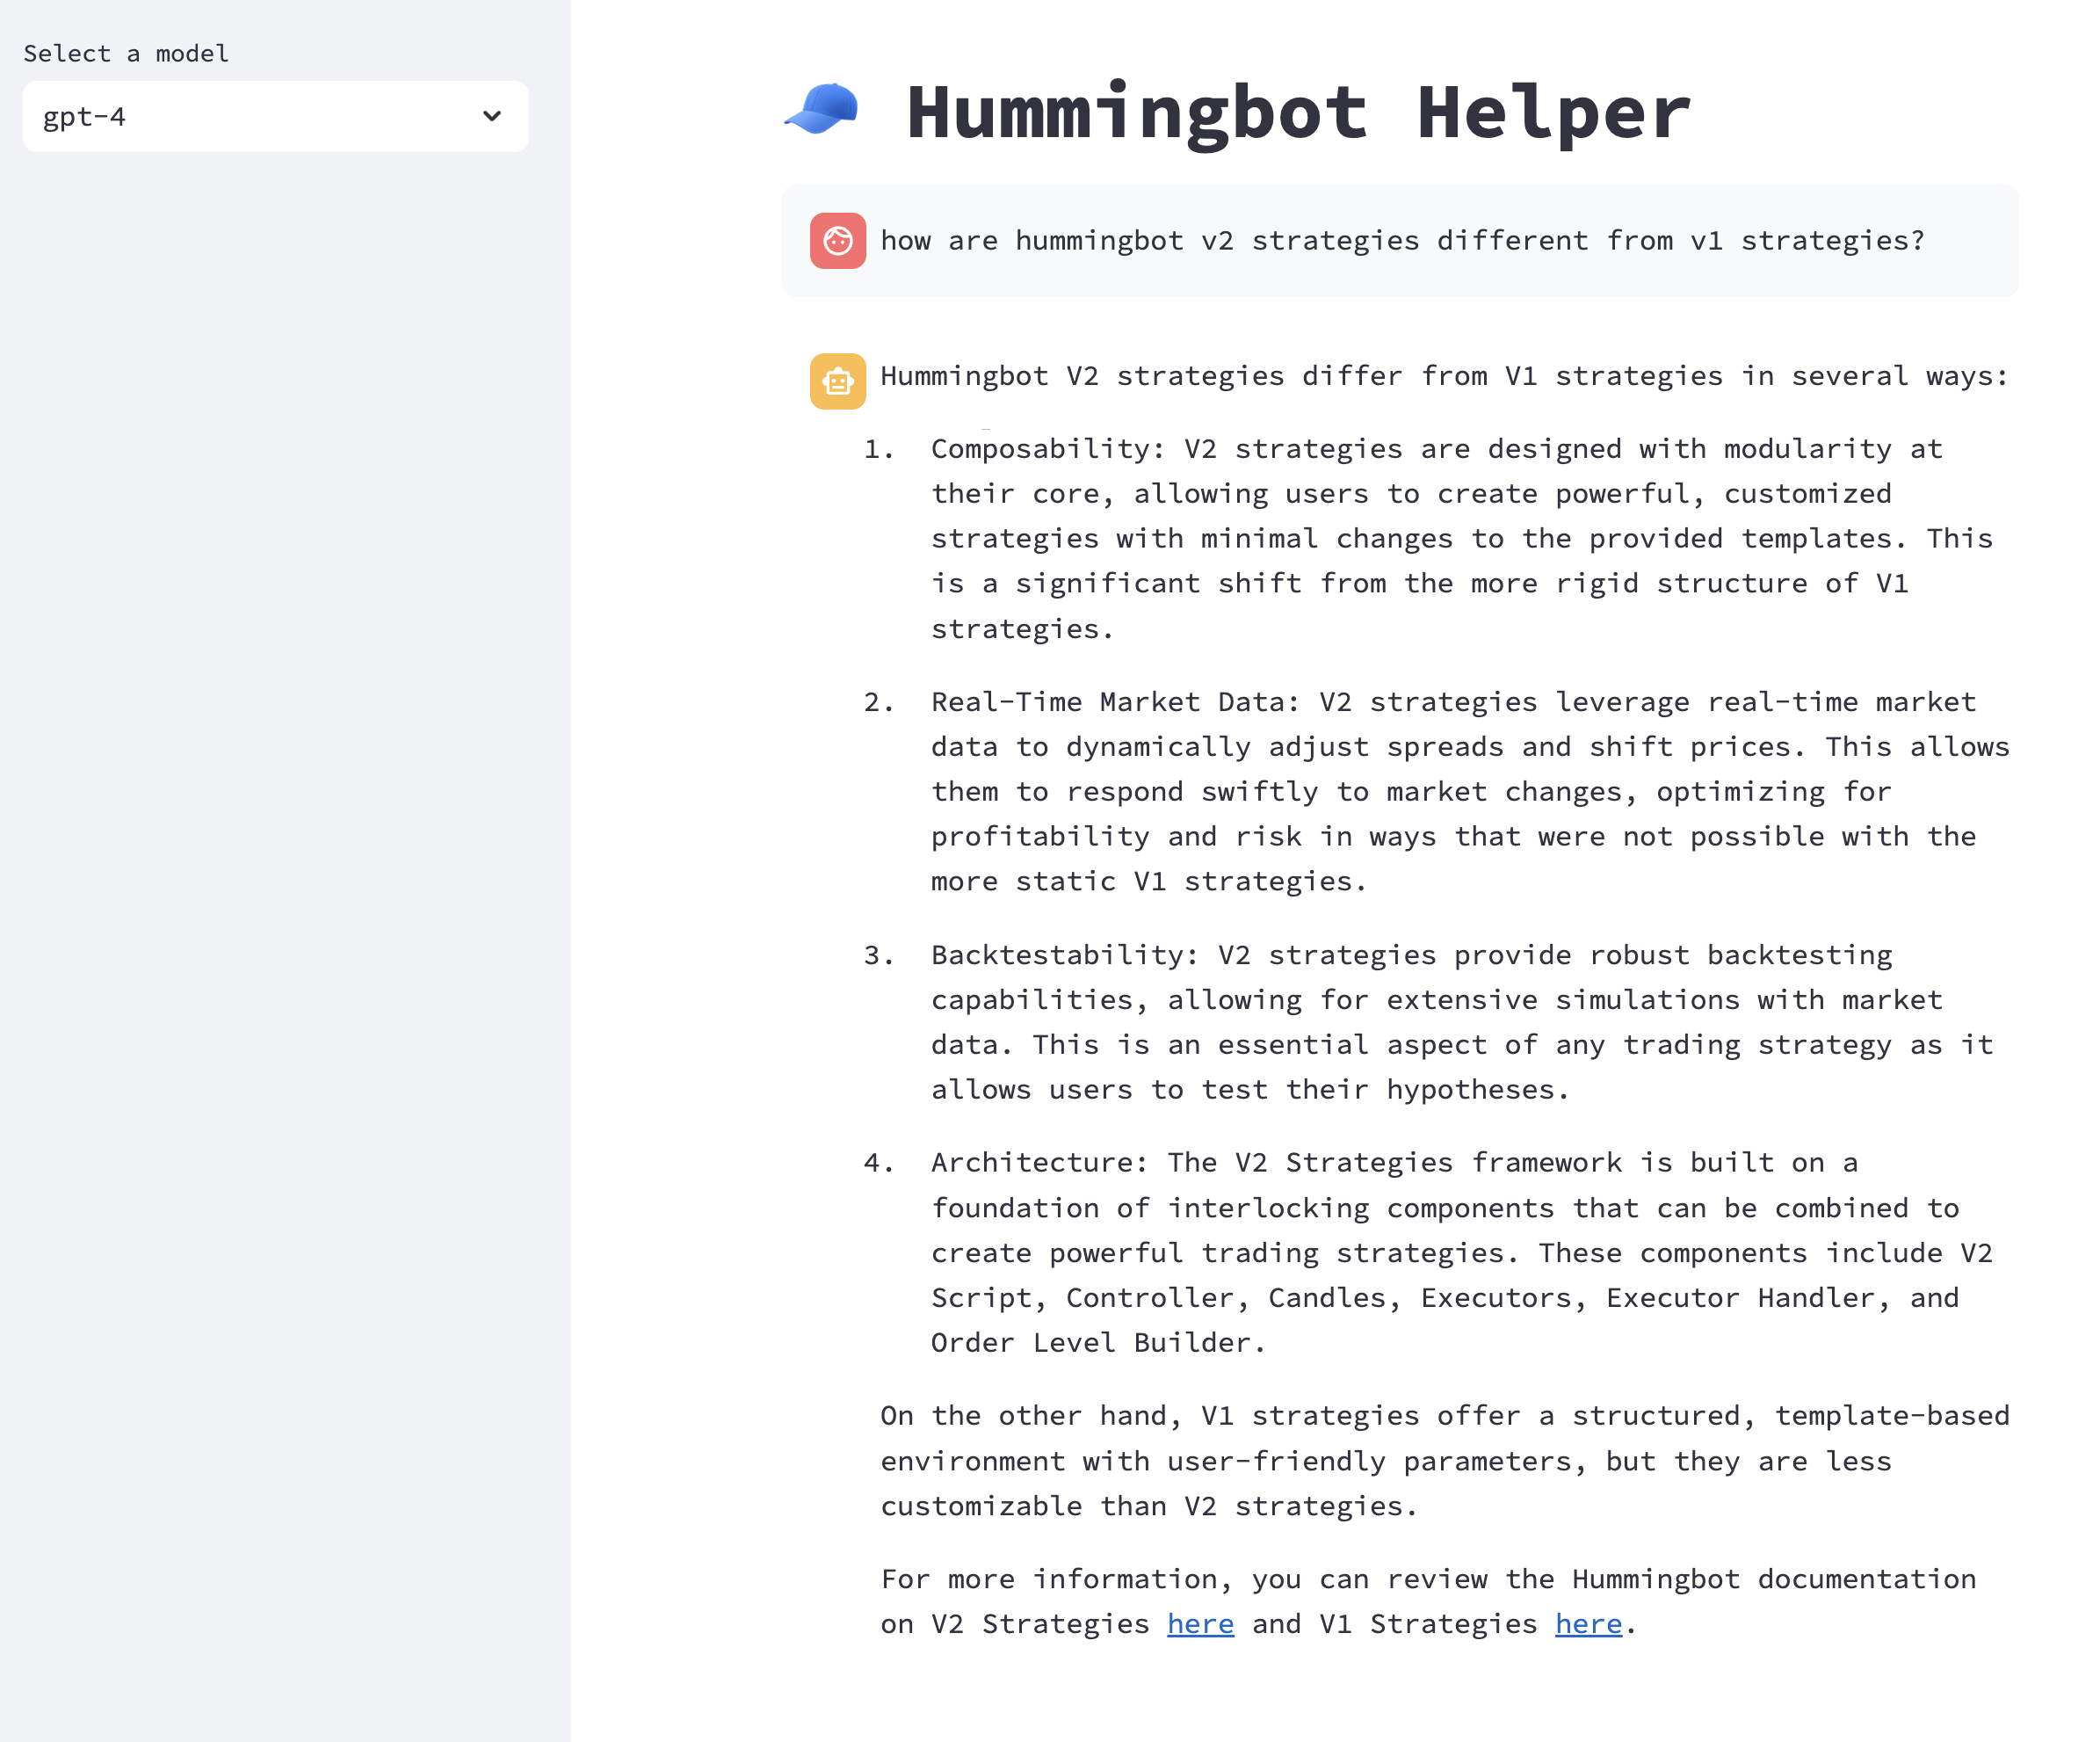 Select a model
gpt-4
Hummingbot Helper
how are hummingbot v2 strategies different from v1 strategies?
Hummingbot V2 strategies differ from V1 strategies in several ways:
1. Composability: V2 strategies are designed with modularity at
their core, allowing users to create powerful, customized
strategies with minimal changes to the provided templates. This
is a significant shift from the more rigid structure of V1
strategies.
2. Real-Time Market Data: V2 strategies leverage real-time market
data to dynamically adjust spreads and shift prices. This allows
them to respond swiftly to market changes, optimizing for
profitability and risk in ways that were not possible with the
more static V1 strategies.
3. Backtestability: V2 strategies provide robust backtesting
capabilities, allowing for extensive simulations with market
data. This is an essential aspect of any trading strategy as it
allows users to test their hypotheses.
4. Architecture: The V2 Strategies framework is built on a
foundation of interlocking components that can be combined to
create powerful trading strategies. These components include V2
Script, Controller, Candles, Executors, Executor Handler, and
Order Level Builder.
On the other hand, V1 strategies offer a structured, template-based
environment with user-friendly parameters, but they are less
customizable than V2 strategies.
For more information, you can review the Hummingbot documentation
on V2 Strategies here and V1 Strategies here.